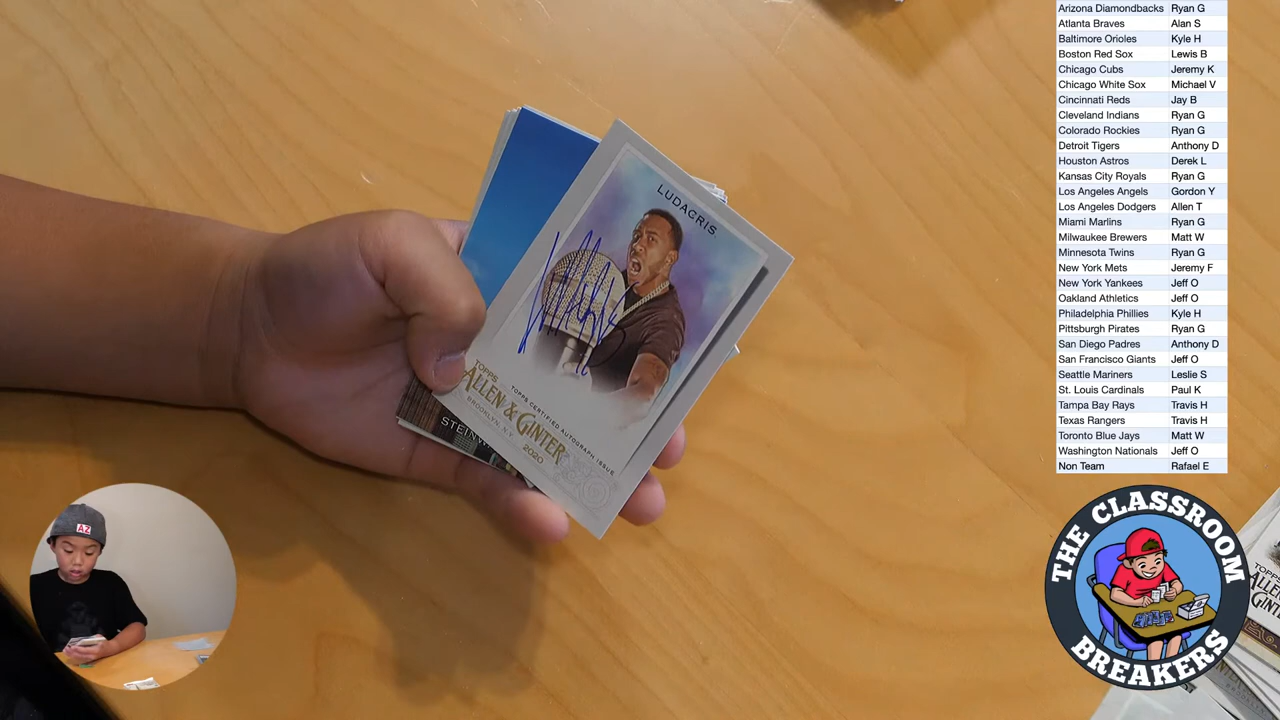 Arizona Diamondbacks Ryan G
Atlanta Braves Alan S
Baltimore Orioles Kyle H
Boston Red Sox Lewis B
Chicago Cubs Jeremy K
Chicago White Sox Michael V
Cincinnati Reds Jay B
Cleveland Indians Ryan G
Colorado Rockies Ryan G
Detroit Tigers Anthony D
Houston Astros Derek L
Kansas City Royals Ryan G
Los Angeles Angels Gordon Y
Los Angeles Dodgers Allen T
Miami Marlins Ryan G
Milwaukee Brewers Matt W
Minnesota Twins Ryan G
New York Mets Jeremy F
New York Yankees Jeff O
Oakland Athletics Jeff O
Philadelphia Phillies Kyle H
Pittsburgh Pirates Ryan G
San Diego Padres Anthony D
San Francisco Giants Jeff O
Seattle Mariners Leslie S
St. Louis Cardinals Paul K
Tampa Bay Rays Travis H
Texas Rangers Travis H
Toronto Blue Jays Matt W
Washington Nationals Jeff O
Non Team Rafael E
LUDACRIS
TOPPS CERTIFIED AUTOGRAPH ISSUE
TOPPS
ALLEN & GINTER
BROOKLYN, N.Y.
2020
STEINW
AZ
THE CLASSROOM
BREAKERS
TOPPS